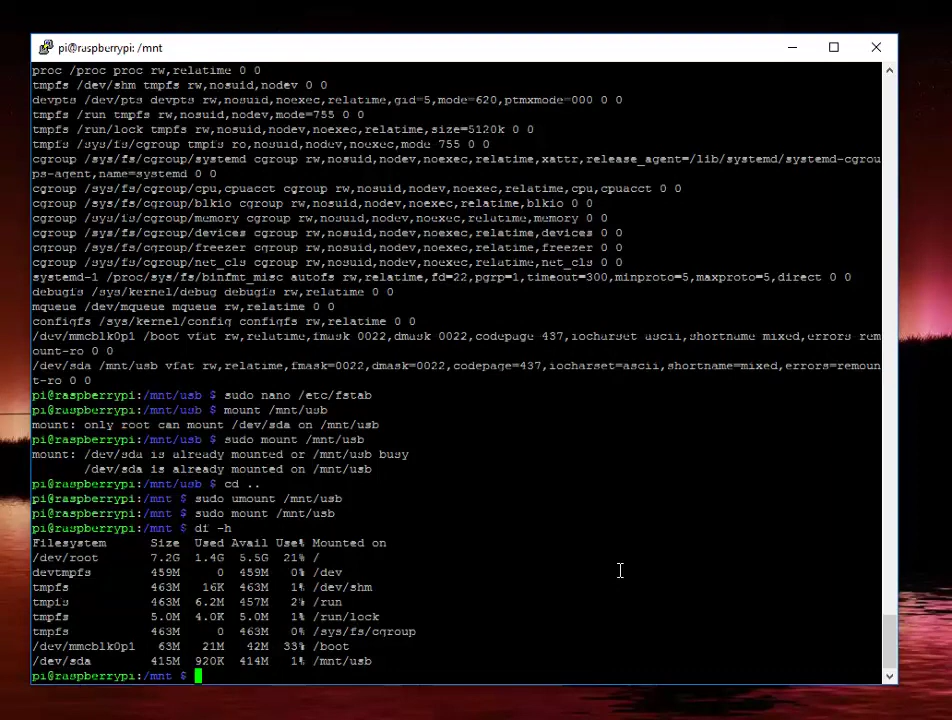 pi@raspberrypi: /mnt
proc /proc proc rw,relatime 0 0
tmpfs /dev/shm tmpfs rw,nosuid,nodev 0 0
devpts /dev/pts devpts rw,nosuid,noexec,relatime,gid=5,mode=620,ptmxmode=000 0 0
tmpfs /run tmpfs rw,nosuid,nodev,mode=755 0 0
tmpfs /run/lock tmpfs rw,nosuid,nodev,noexec,relatime,size=5120k 0 0
tmpfs /sys/fs/cgroup tmpfs ro,nosuid,nodev,noexec,mode=755 0 0
cgroup /sys/fs/cgroup/systemd cgroup rw,nosuid,nodev,noexec,relatime,xattr,release_agent=/lib/systemd/systemd-cgrou
ps-agent,name=systemd 0 0
cgroup /sys/fs/cgroup/cpu,cpuacct cgroup rw,nosuid,nodev,noexec,relatime,cpu,cpuacct 0 0
cgroup /sys/fs/cgroup/blkio cgroup rw,nosuid,nodev,noexec,relatime,blkio 0 0
cgroup /sys/fs/cgroup/memory cgroup rw,nosuid,nodev,noexec,relatime,memory 0 0
cgroup /sys/fs/cgroup/devices cgroup rw,nosuid,nodev,noexec,relatime,devices 0 0
cgroup /sys/fs/cgroup/freezer cgroup rw,nosuid,nodev,noexec,relatime,freezer 0 0
cgroup /sys/fs/cgroup/net_cls cgroup rw,nosuid,nodev,noexec,relatime,net_cls 0 0
systemd-1 /proc/sys/fs/binfmt_misc autofs rw,relatime,fd=22,pgrp=1,timeout=300,minproto=5,maxproto=5,direct 0 0
debugfs /sys/kernel/debug debugfs rw,relatime 0 0
mqueue /dev/mqueue mqueue rw,relatime 0 0
configfs /sys/kernel/config configfs rw,relatime 0 0
/dev/mmcblk0p1 /boot vfat rw,relatime,fmask=0022,dmask=0022,codepage=437,iocharset=ascii,shortname=mixed,errors=rem
ount-ro 0 0
/dev/sda /mnt/usb vfat rw,relatime,fmask=0022,dmask=0022,codepage=437,iocharset=ascii,shortname=mixed,errors=remoun
t-ro 0 0
pi@raspberrypi:/mnt/usb $ sudo nano /etc/fstab
pi@raspberrypi:/mnt/usb $ mount /mnt/usb
mount: only root can mount /dev/sda on /mnt/usb
pi@raspberrypi:/mnt/usb $ sudo mount /mnt/usb
mount: /dev/sda is already mounted or /mnt/usb busy
/dev/sda is already mounted on /mnt/usb
pi@raspberrypi:/mnt/usb $ cd ..
pi@raspberrypi:/mnt $ sudo umount /mnt/usb
pi@raspberrypi:/mnt $ sudo mount /mnt/usb
pi@raspberrypi:/mnt $ df -h
Filesystem Size Used Avail Use% Mounted on
/dev/root 7.2G 1.4G 5.5G 21% /
devtmpfs 459M 0 459M 0% /dev
tmpfs 463M 16K 463M 1% /dev/shm
tmpfs 463M 6.2M 457M 2% /run
tmpfs 5.0M 4.0K 5.0M 1% /run/lock
tmpfs 463M 0 463M 0% /sys/fs/cgroup
/dev/mmcblk0p1 63M 21M 42M 33% /boot
/dev/sda 415M 920K 414M 1% /mnt/usb
pi@raspberrypi:/mnt $